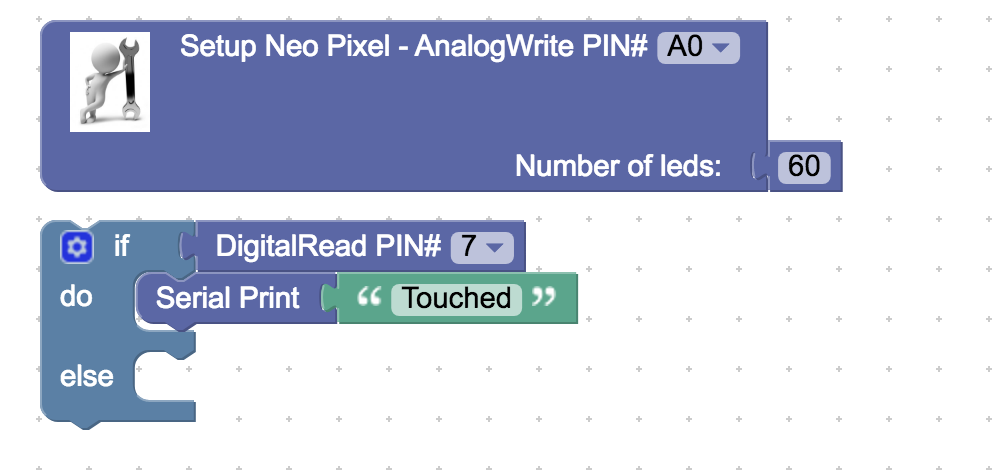 Setup Neo Pixel - AnalogWrite PIN# A0
Number of leds: 60
if DigitalRead PIN# 7
do Serial Print “ Touched ”
else